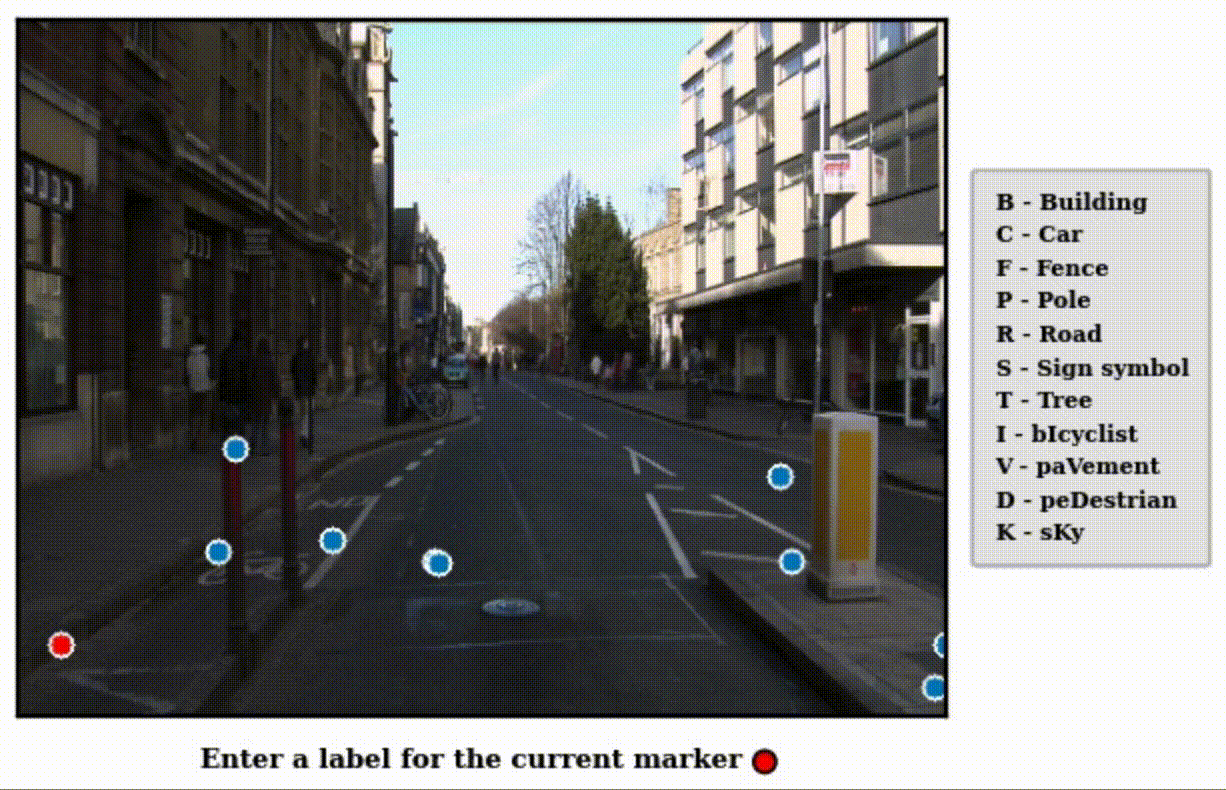 B - Building
C - Car
F - Fence
P - Pole
R - Road
S - Sign symbol
T - Tree
I - bIcyclist
V - paVement
D - peDestrian
K - sKy
Enter a label for the current marker